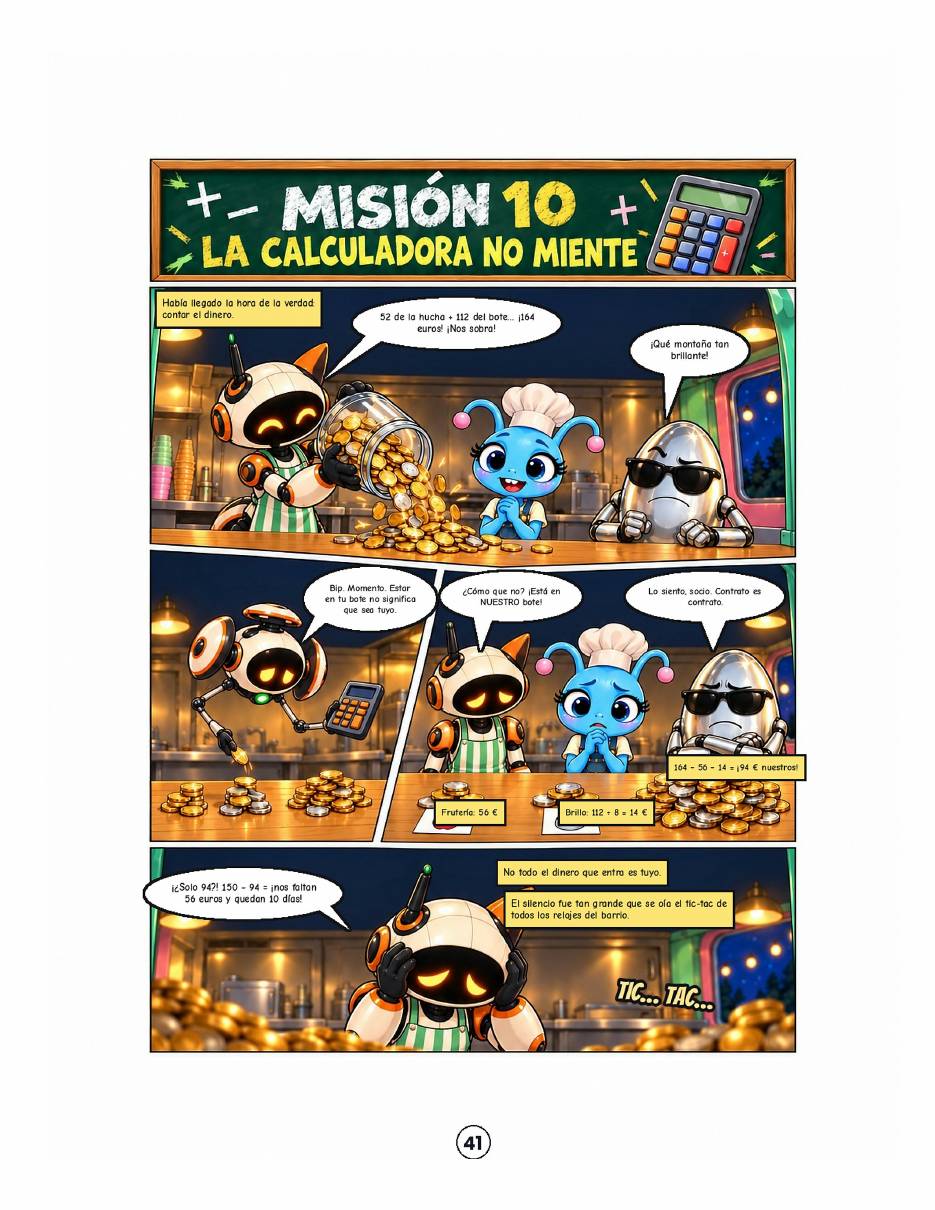 MISIÓN 10
LA CALCULADORA NO MIENTE
Había llegado la hora de la verdad:
contar el dinero.
52 de la hucha + 112 del bote... ¡164
euros! ¡Nos sobra!
¡Qué montaña tan
brillante!
Bip. Momento. Estar
en tu bote no significa
que sea tuyo.
¿Cómo que no? ¡Está en
NUESTRO bote!
Lo siento, socio. Contrato es
contrato.
164 - 56 - 14 = ¡94 € nuestros!
Frutería: 56 €
Brillo: 112 ÷ 8 = 14 €
¡¿Solo 94?! 150 - 94 = ¡nos faltan
56 euros y quedan 10 días!
No todo el dinero que entra es tuyo.
El silencio fue tan grande que se oía el tic-tac de
todos los relojes del barrio.
TIC... TAC...
41